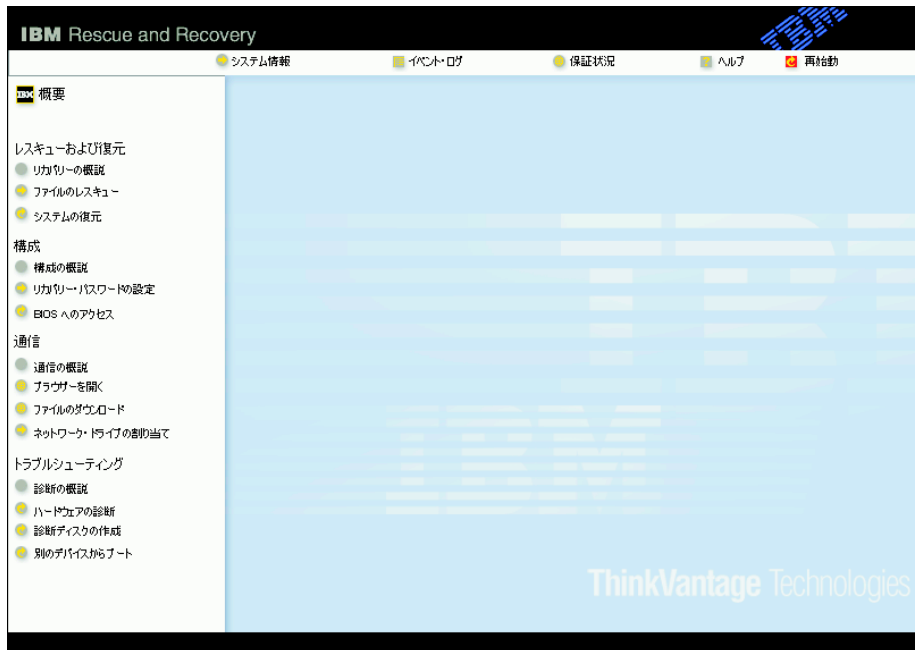 IBM Rescue and Recovery
IBM
システム情報
イベント・ログ
保証状況
ヘルプ
再始動
IBM 概要
レスキューおよび復元
リカバリーの概説
ファイルのレスキュー
システムの復元
構成
構成の概説
リカバリー・パスワードの設定
BIOS へのアクセス
通信
通信の概説
ブラウザーを開く
ファイルのダウンロード
ネットワーク・ドライブの割り当て
トラブルシューティング
診断の概説
ハードウェアの診断
診断ディスクの作成
別のデバイスからブート
IBM
ThinkVantage Technologies